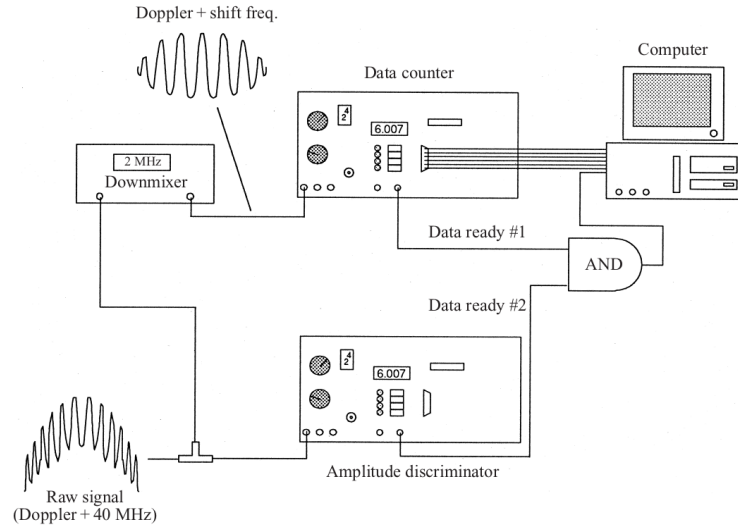 Doppler + shift freq.
Computer
Data counter
4
2
6.007
2 MHz
Downmixer
Data ready #1
AND
Data ready #2
4
2
6.007
Amplitude discriminator
Raw signal
(Doppler + 40 MHz)